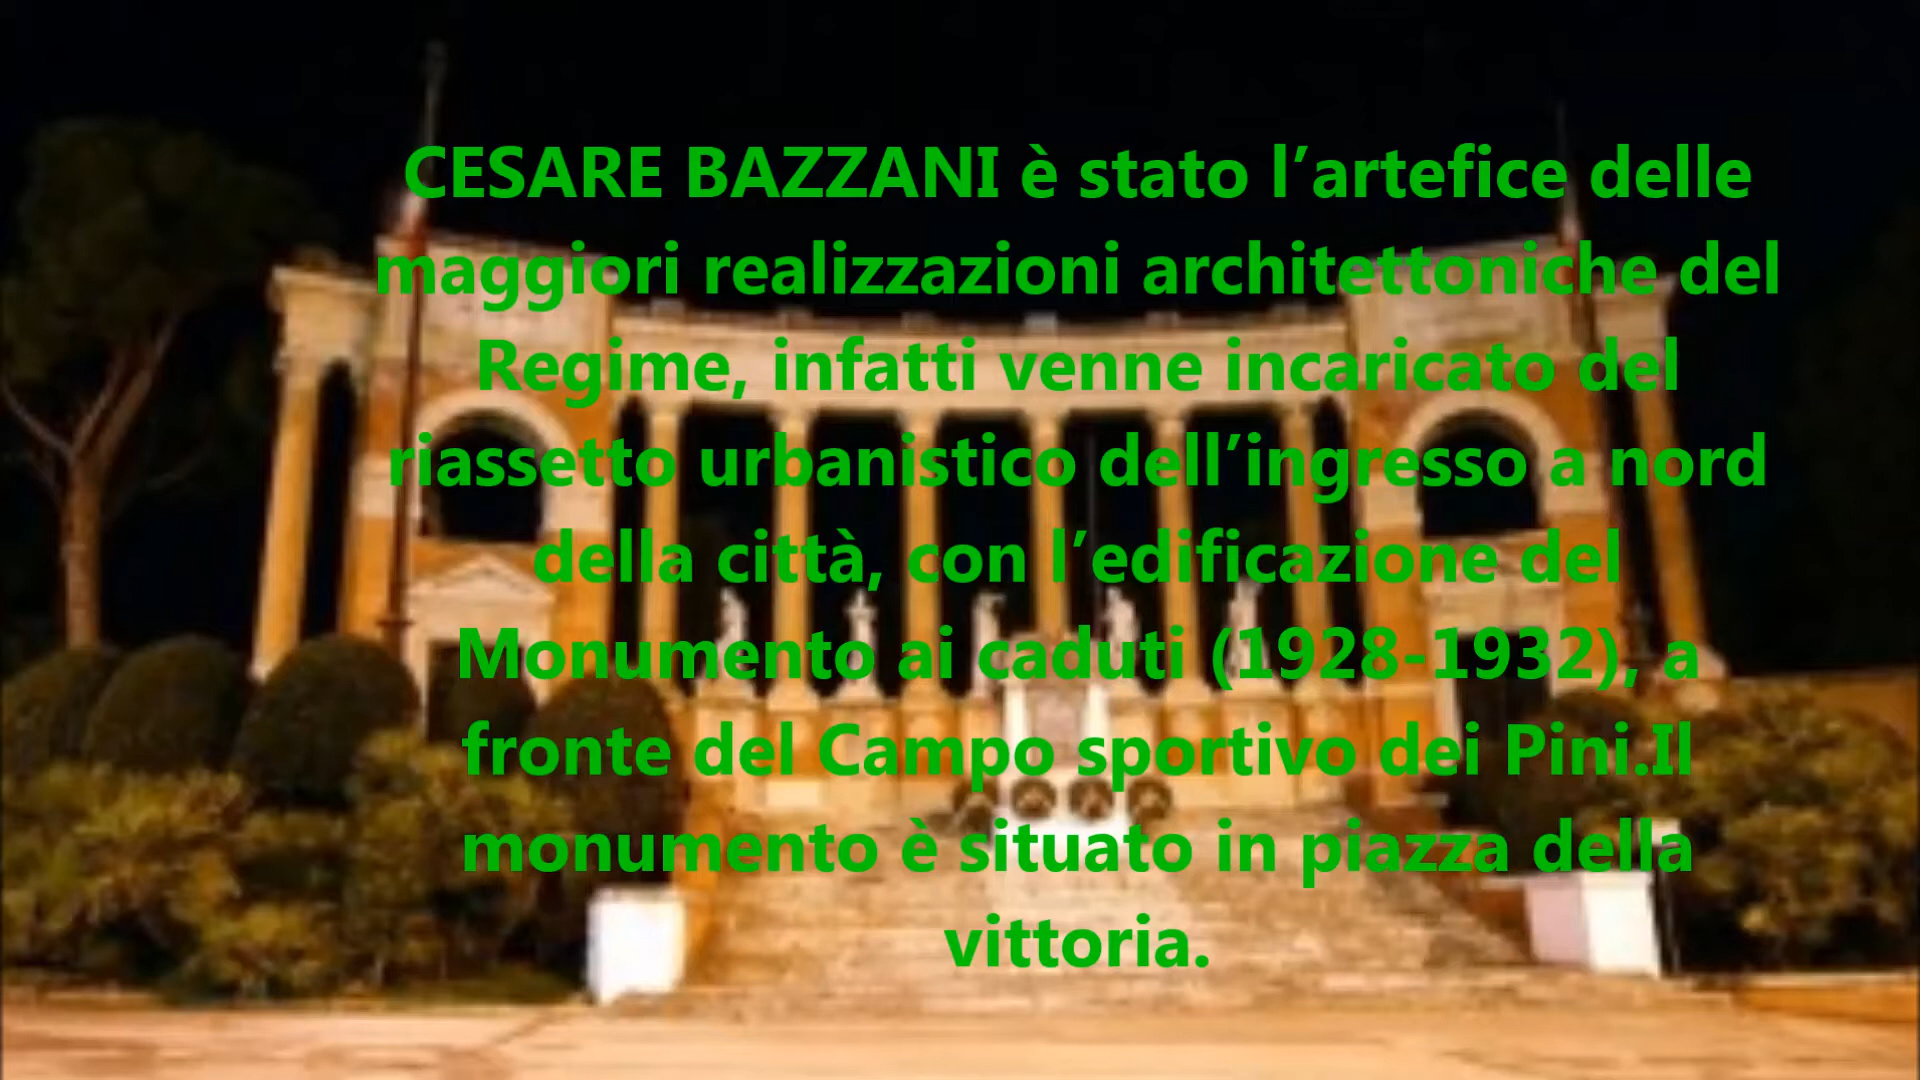 CESARE BAZZANI è stato l’artefice delle
maggiori realizzazioni architettoniche del
Regime, infatti venne incaricato del
riassetto urbanistico dell’ingresso a nord
della città, con l’edificazione del
Monumento ai caduti (1928-1932), a
fronte del Campo sportivo dei Pini.Il
monumento è situato in piazza della
vittoria.